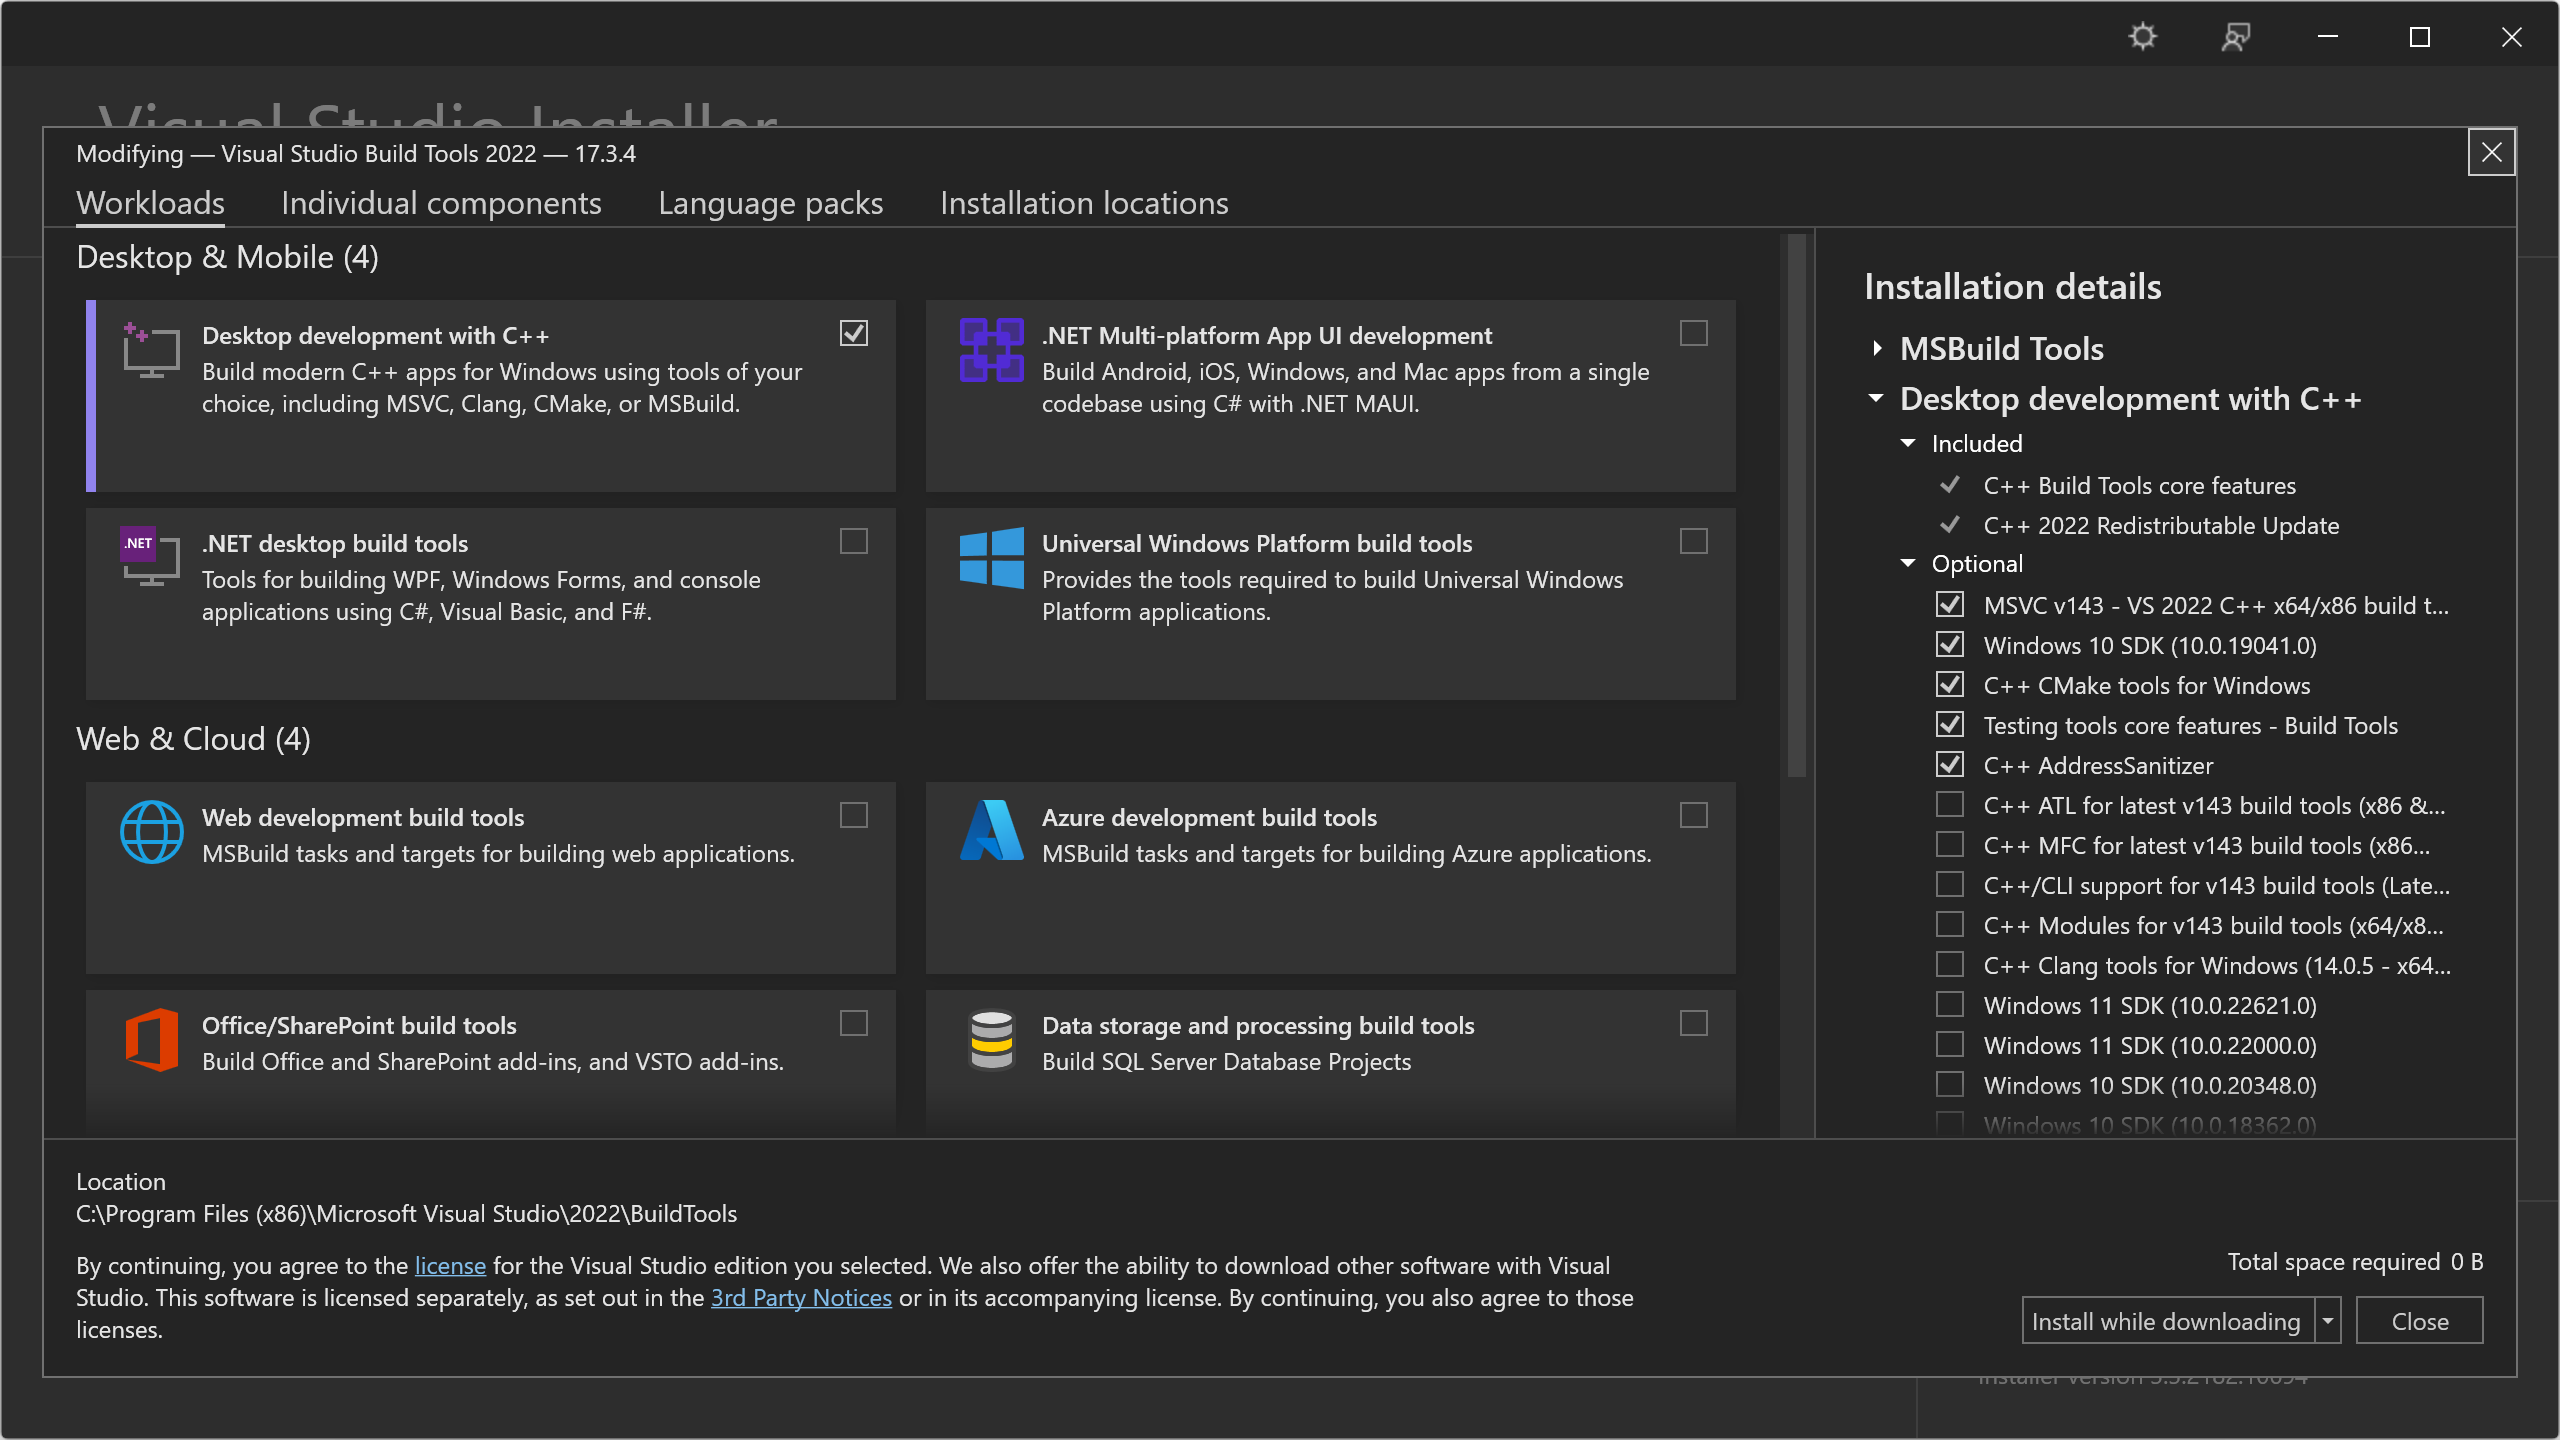 Visual Studio Installer
Modifying — Visual Studio Build Tools 2022 — 17.3.4
Workloads
Individual components
Language packs
Installation locations
Desktop & Mobile (4)
Desktop development with C++
Build modern C++ apps for Windows using tools of your
choice, including MSVC, Clang, CMake, or MSBuild.
.NET Multi-platform App UI development
Build Android, iOS, Windows, and Mac apps from a single
codebase using C# with .NET MAUI.
.NET
.NET desktop build tools
Tools for building WPF, Windows Forms, and console
applications using C#, Visual Basic, and F#.
Universal Windows Platform build tools
Provides the tools required to build Universal Windows
Platform applications.
Web & Cloud (4)
Web development build tools
MSBuild tasks and targets for building web applications.
Azure development build tools
MSBuild tasks and targets for building Azure applications.
Office/SharePoint build tools
Build Office and SharePoint add-ins, and VSTO add-ins.
Data storage and processing build tools
Build SQL Server Database Projects
Installation details
MSBuild Tools
Desktop development with C++
Included
C++ Build Tools core features
C++ 2022 Redistributable Update
Optional
MSVC v143 - VS 2022 C++ x64/x86 build t...
Windows 10 SDK (10.0.19041.0)
C++ CMake tools for Windows
Testing tools core features - Build Tools
C++ AddressSanitizer
C++ ATL for latest v143 build tools (x86 &...
C++ MFC for latest v143 build tools (x86...
C++/CLI support for v143 build tools (Late...
C++ Modules for v143 build tools (x64/x8...
C++ Clang tools for Windows (14.0.5 - x64...
Windows 11 SDK (10.0.22621.0)
Windows 11 SDK (10.0.22000.0)
Windows 10 SDK (10.0.20348.0)
Windows 10 SDK (10.0.18362.0)
Location
C:\Program Files (x86)\Microsoft Visual Studio\2022\BuildTools
By continuing, you agree to the license for the Visual Studio edition you selected. We also offer the ability to download other software with Visual
Studio. This software is licensed separately, as set out in the 3rd Party Notices or in its accompanying license. By continuing, you also agree to those
licenses.
Total space required 0 B
Install while downloading
Close
Installer version